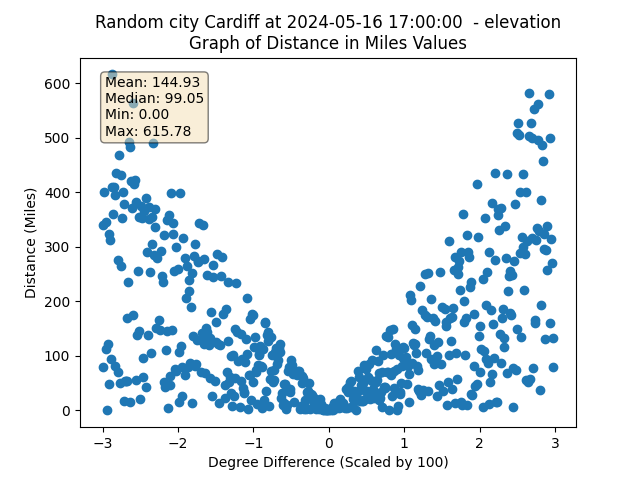 Random city Cardiff at 2024-05-16 17:00:00  - elevation
Graph of Distance in Miles Values
Mean: 144.93
Median: 99.05
Min: 0.00
Max: 615.78
600
500
400
300
200
100
0
Distance (Miles)
−3 −2 −1 0 1 2 3
Degree Difference (Scaled by 100)